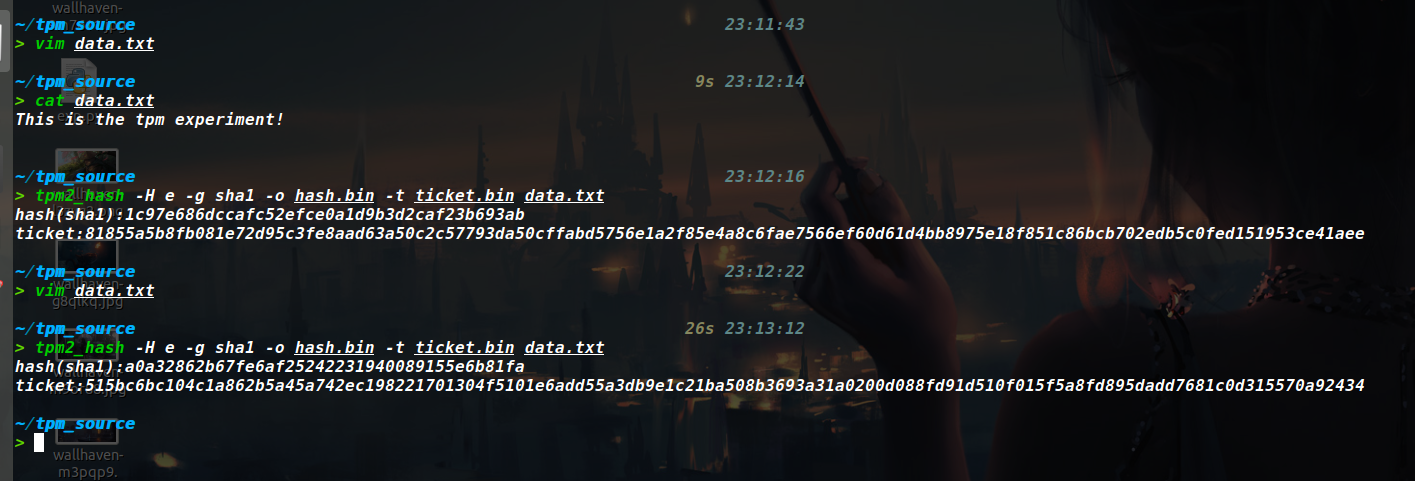 wallhaven-
~/tpm_source 23:11:43
> vim data.txt
~/tpm_source 9s 23:12:14
> cat data.txt
This is the tpm experiment!
~/tpm_source 23:12:16
> tpm2_hash -H e -g sha1 -o hash.bin -t ticket.bin data.txt
hash(sha1):1c97e686dccafc52efce0a1d9b3d2caf23b693ab
ticket:81855a5b8fb081e72d95c3fe8aad63a50c2c57793da50cffabd5756e1a2f85e4a8c6fae7566ef60d61d4bb8975e18f851c86bcb702edb5c0fed151953ce41aee
~/tpm_source 23:12:22
> vim data.txt
g8qlkq.jpg
~/tpm_source 26s 23:13:12
> tpm2_hash -H e -g sha1 -o hash.bin -t ticket.bin data.txt
hash(sha1):a0a32862b67fe6af25242231940089155e6b81fa
ticket:515bc6bc104c1a862b5a45a742ec198221701304f5101e6add55a3db9e1c21ba508b3693a31a0200d088fd91d510f015f5a8fd895dadd7681c0d315570a92434
~/tpm_source
>
wallhaven-
m3pqp9.